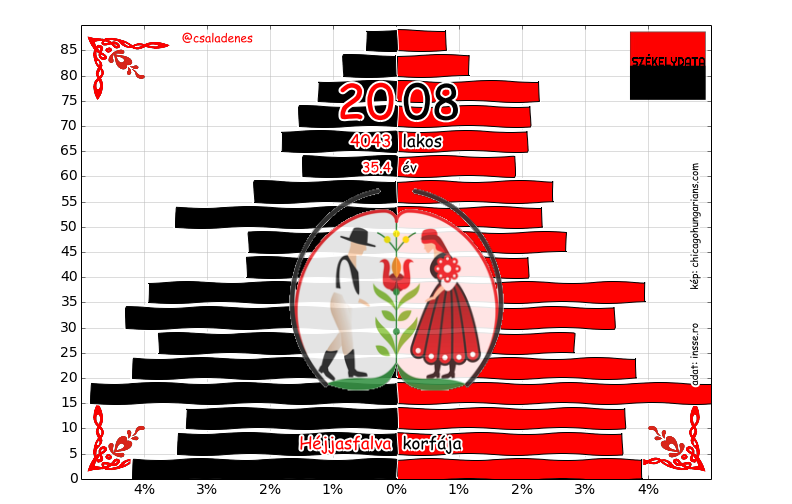 @csaladenes
SZÉKELYDATA
2008
4043 lakos
35.4 év
kép: chicagohungarians.com
adat: insse.ro
Héjjasfalva korfája
85
80
75
70
65
60
55
50
45
40
35
30
25
20
15
10
5
0
4% 3% 2% 1% 0% 1% 2% 3% 4%